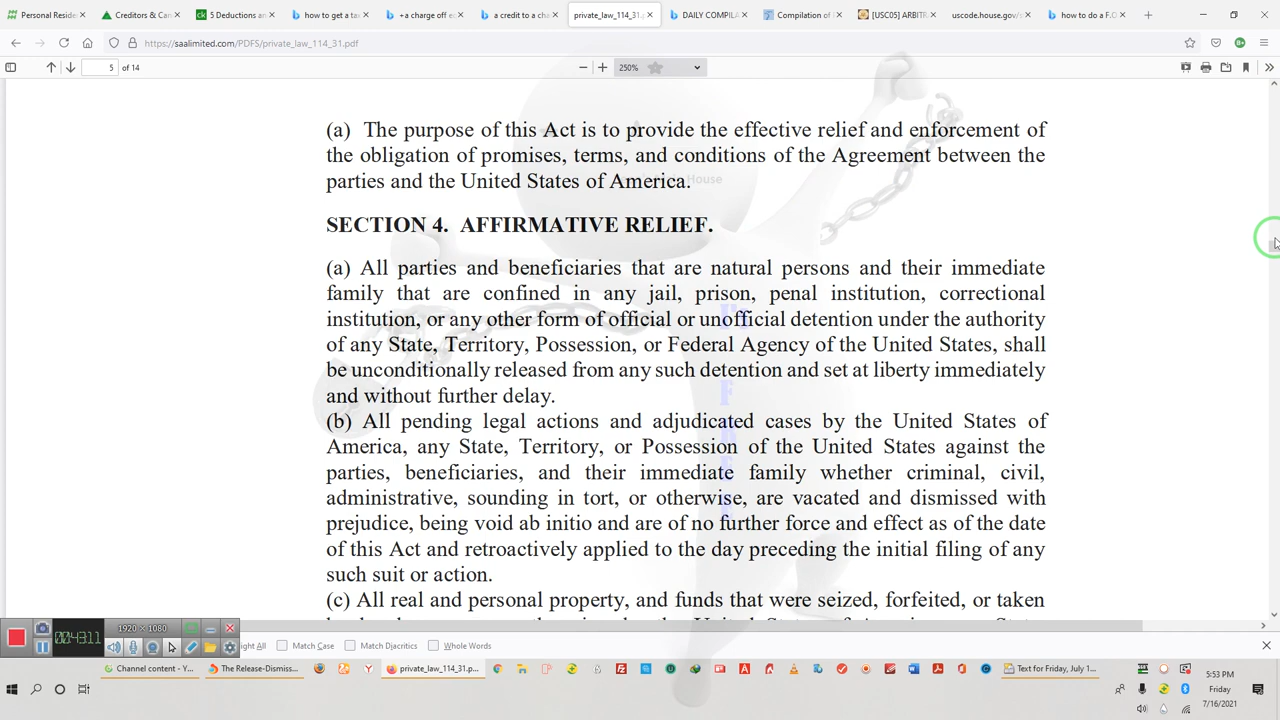 Personal Reside
Creditors & Can
5 Deductions an
how to get a tax
+a charge off es
a credit to a cha
private_law_114_31.p
DAILY COMPILA
Compilation of
[USC05] ARBITR
uscode.house.gov/s
how to do a F.O
https://saalimited.com/PDFS/private_law_114_31.pdf
5 of 14
250%
(a) The purpose of this Act is to provide the effective relief and enforcement of
the obligation of promises, terms, and conditions of the Agreement between the
parties and the United States of America.
House
SECTION 4. AFFIRMATIVE RELIEF.
(a) All parties and beneficiaries that are natural persons and their immediate
family that are confined in any jail, prison, penal institution, correctional
institution, or any other form of official or unofficial detention under the authority
of any State, Territory, Possession, or Federal Agency of the United States, shall
be unconditionally released from any such detention and set at liberty immediately
and without further delay.
(b) All pending legal actions and adjudicated cases by the United States of
America, any State, Territory, or Possession of the United States against the
parties, beneficiaries, and their immediate family whether criminal, civil,
administrative, sounding in tort, or otherwise, are vacated and dismissed with
prejudice, being void ab initio and are of no further force and effect as of the date
of this Act and retroactively applied to the day preceding the initial filing of any
such suit or action.
(c) All real and personal property, and funds that were seized, forfeited, or taken
1920 × 1080
00:43:11
ght All
Match Case
Match Diacritics
Whole Words
Channel content - Y...
The Release-Dismiss...
private_law_114_31.p...
Text for Friday, July 1...
5:53 PM
Friday
7/16/2021